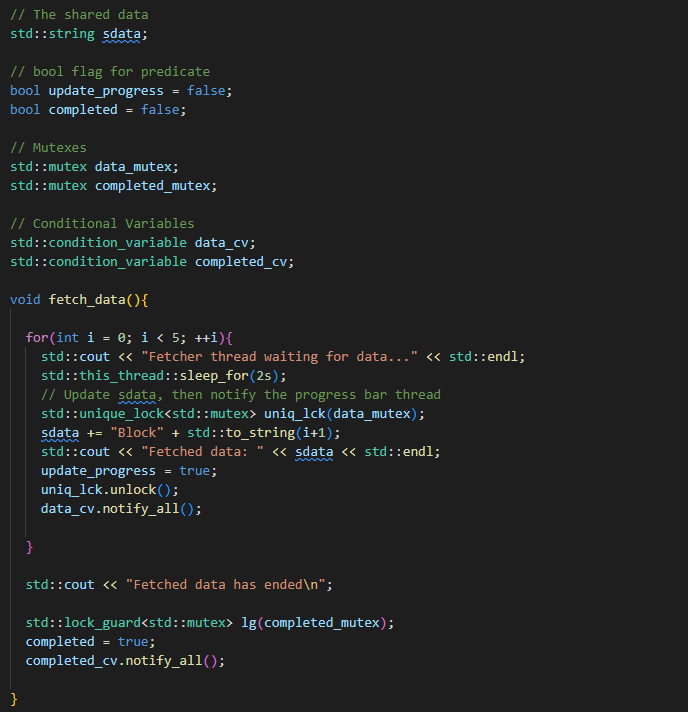 // The shared data
std::string sdata;
// bool flag for predicate
bool update_progress = false;
bool completed = false;
// Mutexes
std::mutex data_mutex;
std::mutex completed_mutex;
// Conditional Variables
std::condition_variable data_cv;
std::condition_variable completed_cv;
void fetch_data(){
for(int i = 0; i < 5; ++i){
std::cout << "Fetcher thread waiting for data..." << std::endl;
std::this_thread::sleep_for(2s);
// Update sdata, then notify the progress bar thread
std::unique_lock<std::mutex> uniq_lck(data_mutex);
sdata += "Block" + std::to_string(i+1);
std::cout << "Fetched data: " << sdata << std::endl;
update_progress = true;
uniq_lck.unlock();
data_cv.notify_all();
}
std::cout << "Fetched data has ended\n";
std::lock_guard<std::mutex> lg(completed_mutex);
completed = true;
completed_cv.notify_all();
}